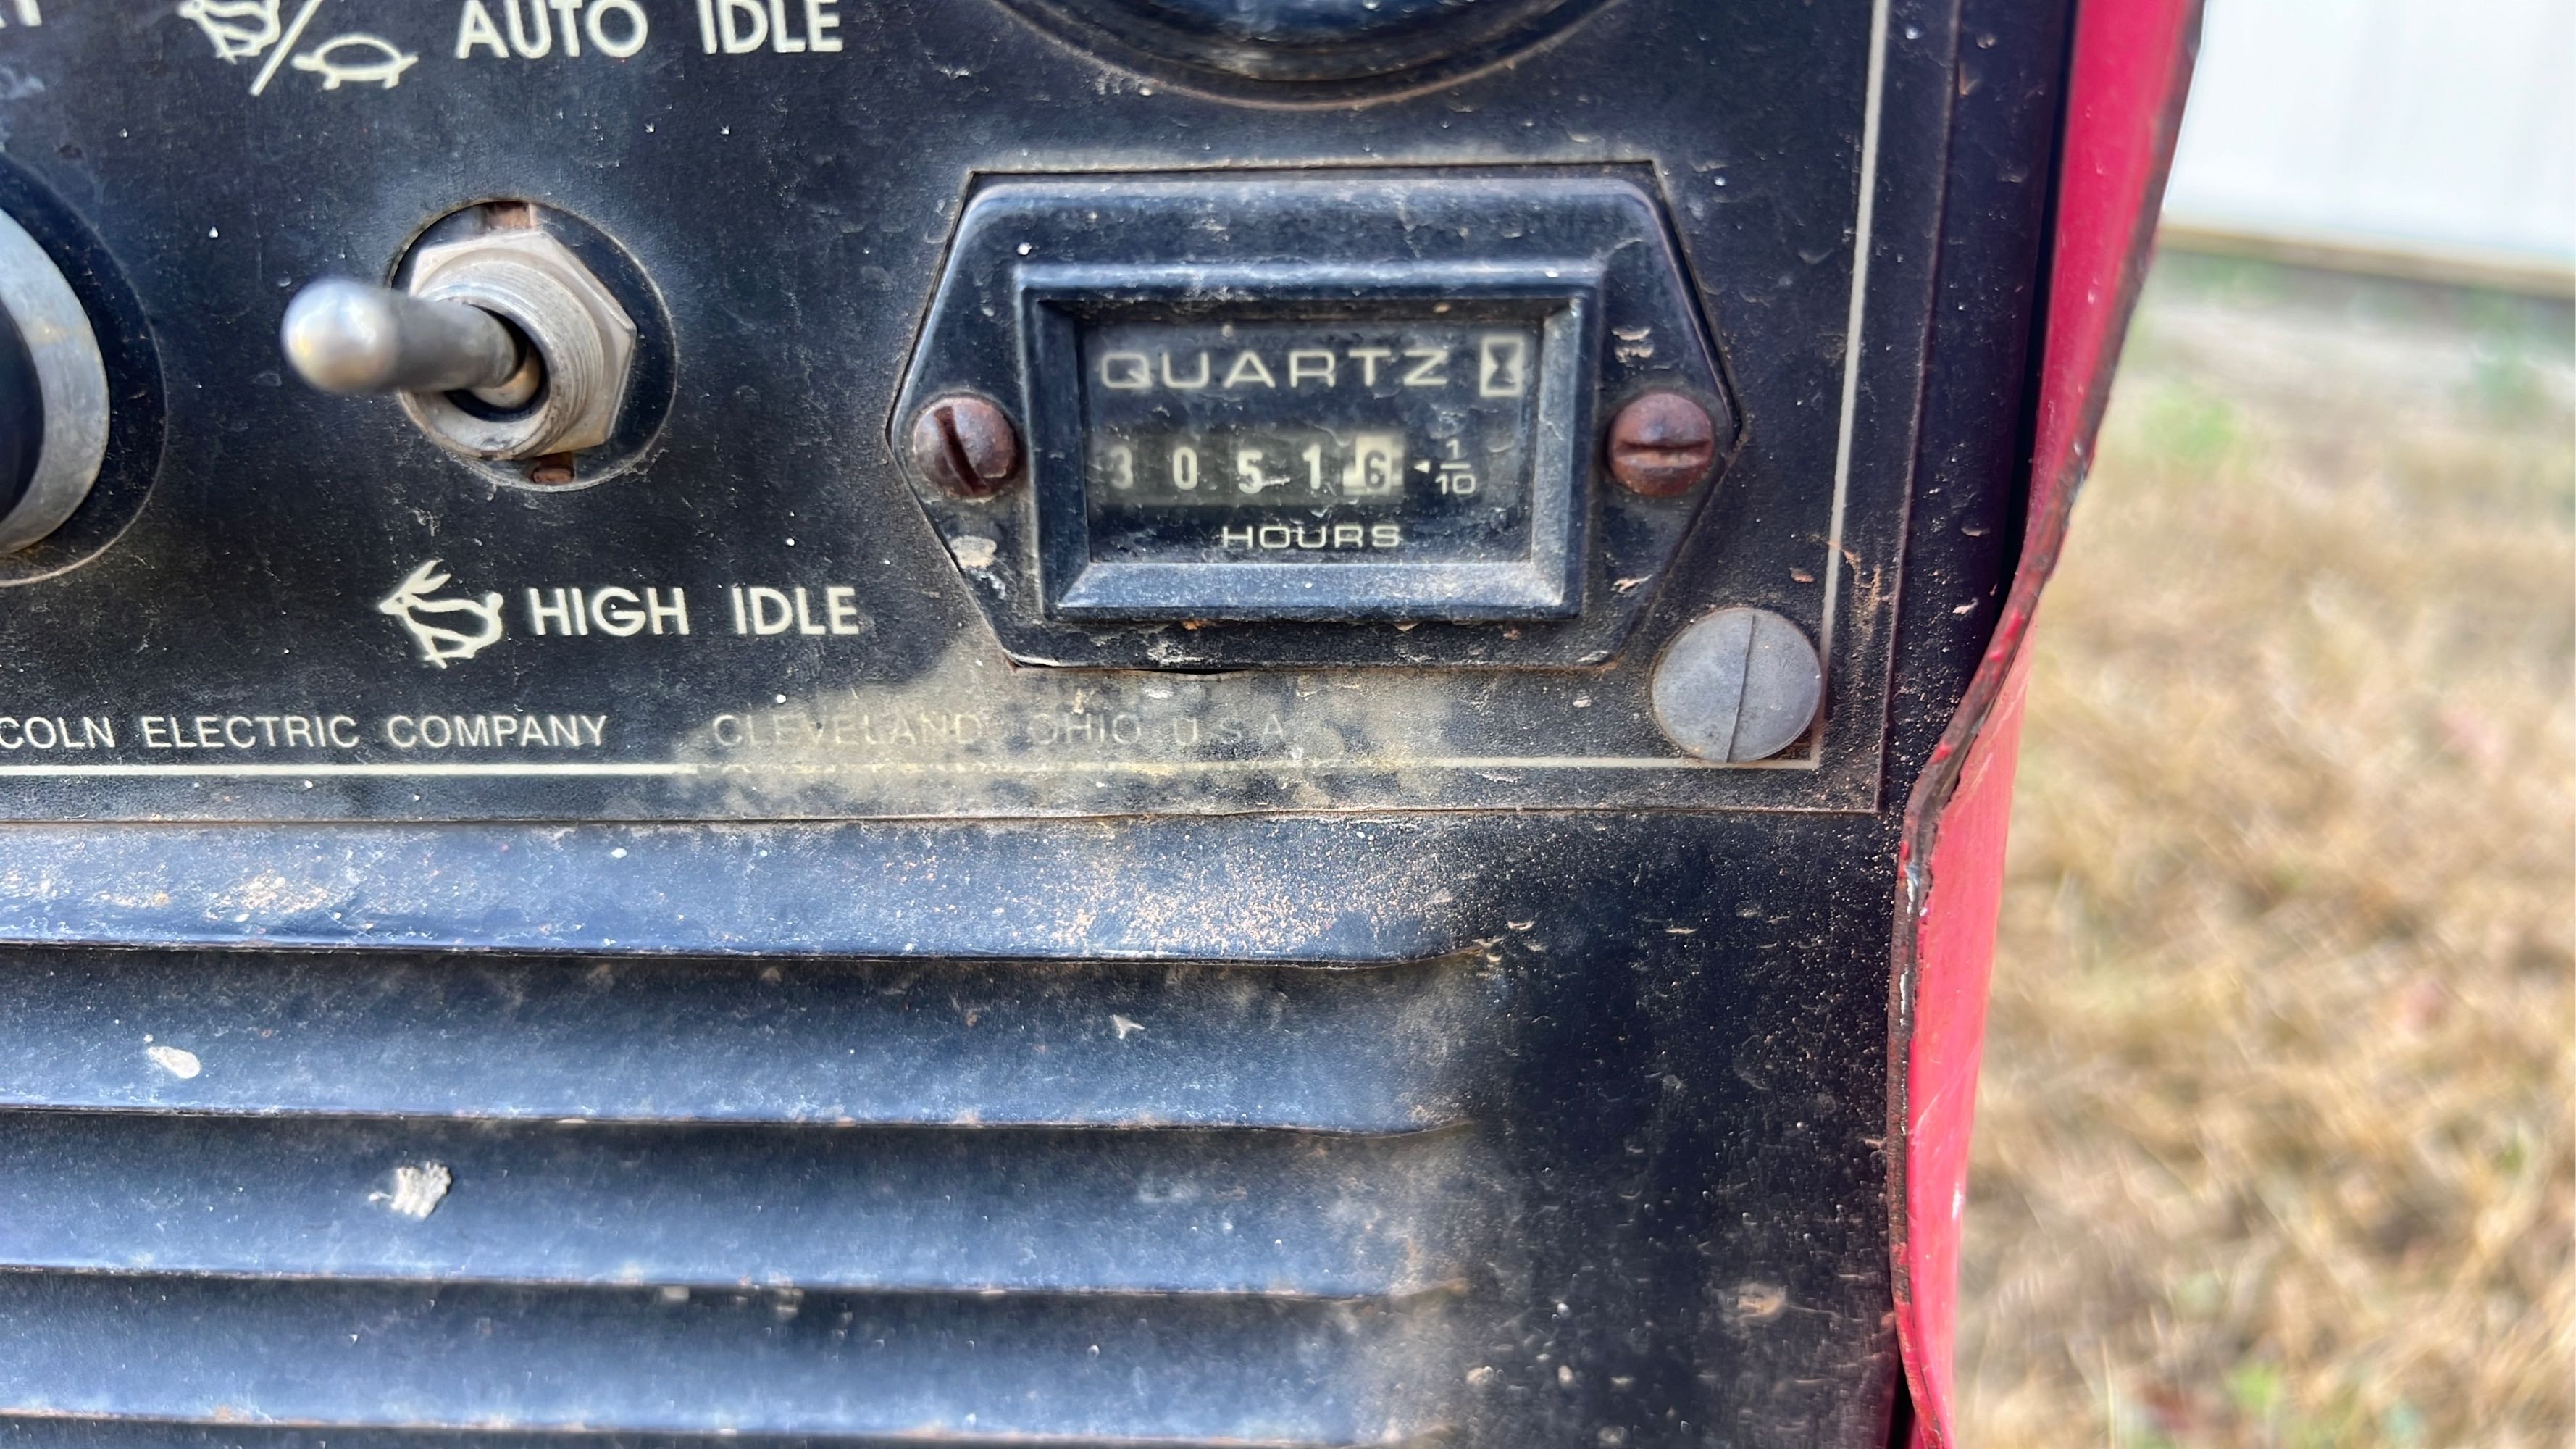 AUTO IDLE
QUARTZ
3 0 5 1 6 1/10
HOURS
HIGH IDLE
COLN ELECTRIC COMPANY CLEVELAND OHIO U.S.A.